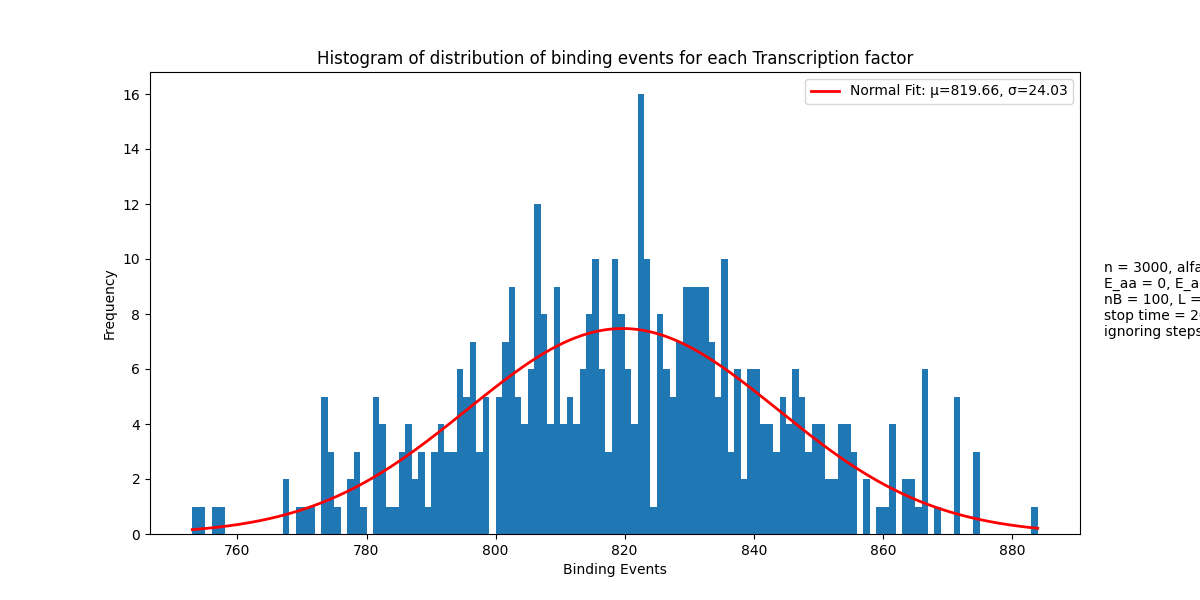 Histogram of distribution of binding events for each Transcription factor
Normal Fit: μ=819.66, σ=24.03
16
14
12
10
8
6
4
2
0
Frequency
760
780
800
820
840
860
880
Binding Events
n = 3000, alfa
E_aa = 0, E_a
nB = 100, L =
stop time = 2
ignoring steps